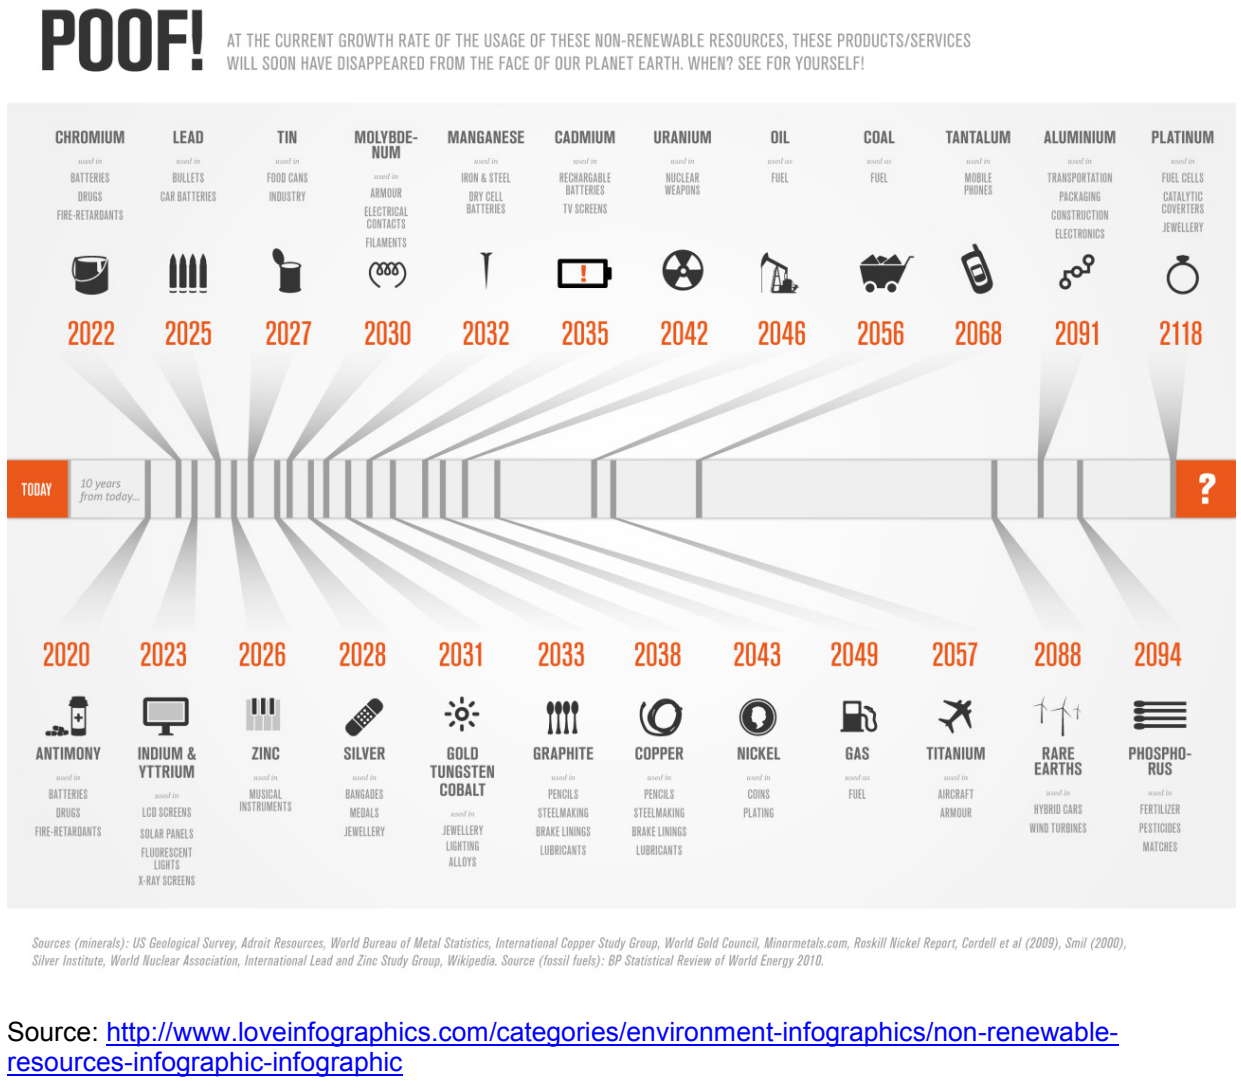 POOF!
AT THE CURRENT GROWTH RATE OF THE USAGE OF THESE NON-RENEWABLE RESOURCES, THESE PRODUCTS/SERVICES
WILL SOON HAVE DISAPPEARED FROM THE FACE OF OUR PLANET EARTH. WHEN? SEE FOR YOURSELF!
CHROMIUM
used in
BATTERIES
DRUGS
FIRE-RETARDANTS
2022
LEAD
used in
BULLETS
CAR BATTERIES
2025
TIN
used in
FOOD CANS
INDUSTRY
2027
MOLYBDE-
NUM
used in
ARMOUR
ELECTRICAL
CONTACTS
FILAMENTS
2030
MANGANESE
used in
IRON & STEEL
DRY CELL
BATTERIES
2032
CADMIUM
used in
RECHARGABLE
BATTERIES
TV SCREENS
!
2035
URANIUM
used in
NUCLEAR
WEAPONS
2042
OIL
used as
FUEL
2046
COAL
used as
FUEL
2056
TANTALUM
used in
MOBILE
PHONES
2068
ALUMINIUM
used in
TRANSPORTATION
PACKAGING
CONSTRUCTION
ELECTRONICS
2091
PLATINUM
used in
FUEL CELLS
CATALYTIC
COVERTERS
JEWELLERY
2118
TODAY
10 years
from today...
?
2020
ANTIMONY
used in
BATTERIES
DRUGS
FIRE-RETARDANTS
2023
INDIUM &
YTTRIUM
used in
LCD SCREENS
SOLAR PANELS
FLUORESCENT
LIGHTS
X-RAY SCREENS
2026
ZINC
used in
MUSICAL
INSTRUMENTS
2028
SILVER
used in
BANGADES
MEDALS
JEWELLERY
2031
GOLD
TUNGSTEN
COBALT
used in
JEWELLERY
LIGHTING
ALLOYS
2033
GRAPHITE
used in
PENCILS
STEELMAKING
BRAKE LININGS
LUBRICANTS
2038
COPPER
used in
PENCILS
STEELMAKING
BRAKE LININGS
LUBRICANTS
2043
NICKEL
used in
COINS
PLATING
2049
GAS
used as
FUEL
2057
TITANIUM
used in
AIRCRAFT
ARMOUR
2088
RARE
EARTHS
used in
HYBRID CARS
WIND TURBINES
2094
PHOSPHO-
RUS
used in
FERTILIZER
PESTICIDES
MATCHES
Sources (minerals): US Geological Survey, Adroit Resources, World Bureau of Metal Statistics, International Copper Study Group, World Gold Council, Minormetals.com, Roskill Nickel Report, Cordell et al (2009), Smil (2000),
Silver Institute, World Nuclear Association, International Lead and Zinc Study Group, Wikipedia. Source (fossil fuels): BP Statistical Review of World Energy 2010.
Source: http://www.loveinfographics.com/categories/environment-infographics/non-renewable-
resources-infographic-infographic